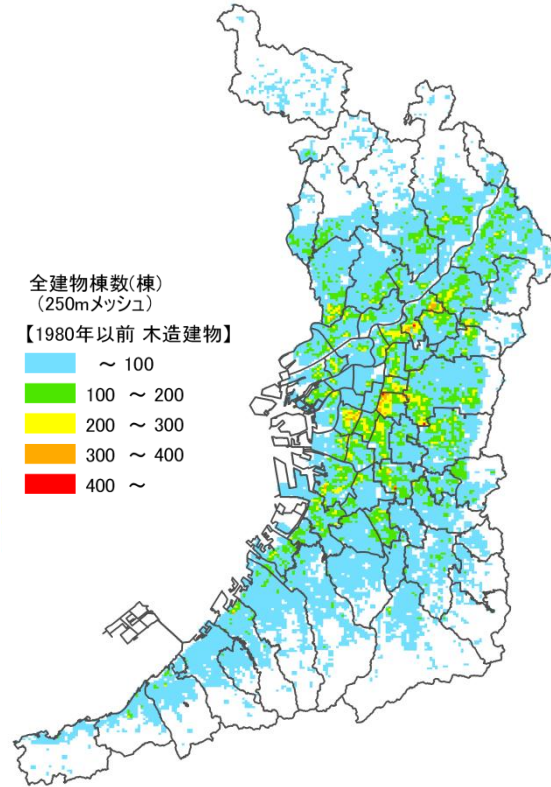 全建物棟数(棟)
(250mメッシュ)
【1980年以前 木造建物】
～ 100
100 ～ 200
200 ～ 300
300 ～ 400
400 ～